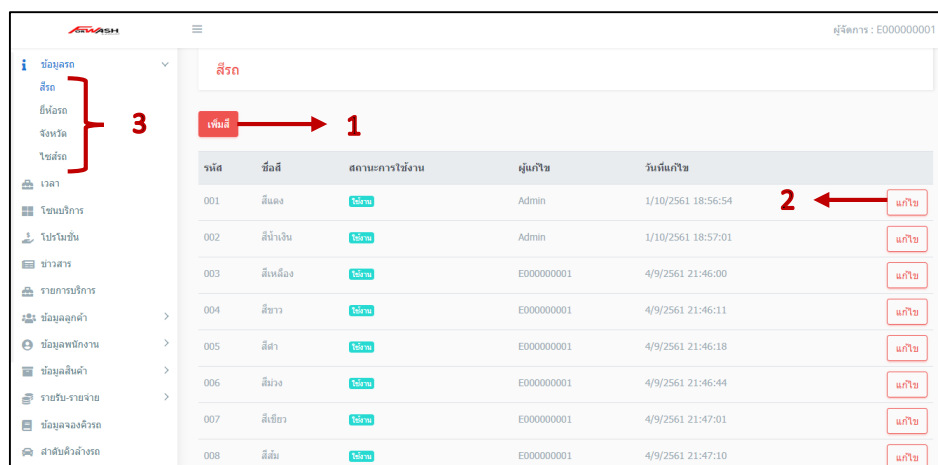 FORWASH
ผู้จัดการ : E000000001
ข้อมูลรถ
สีรถ
ยี่ห้อรถ
จังหวัด
ไซส์รถ
เวลา
โซนบริการ
โปรโมชั่น
ข่าวสาร
รายการบริการ
ข้อมูลลูกค้า
ข้อมูลพนักงาน
ข้อมูลสินค้า
รายรับ-รายจ่าย
ข้อมูลจองคิวรถ
ลำดับคิวล้างรถ
3
สีรถ
เพิ่มสี
1
รหัส ชื่อสี สถานะการใช้งาน ผู้แก้ไข วันที่แก้ไข
001 สีแดง ใช้งาน Admin 1/10/2561 18:56:54 2 แก้ไข
002 สีน้ำเงิน ใช้งาน Admin 1/10/2561 18:57:01 แก้ไข
003 สีเหลือง ใช้งาน E000000001 4/9/2561 21:46:00 แก้ไข
004 สีขาว ใช้งาน E000000001 4/9/2561 21:46:11 แก้ไข
005 สีดำ ใช้งาน E000000001 4/9/2561 21:46:18 แก้ไข
006 สีม่วง ใช้งาน E000000001 4/9/2561 21:46:44 แก้ไข
007 สีเขียว ใช้งาน E000000001 4/9/2561 21:47:01 แก้ไข
008 สีส้ม ใช้งาน E000000001 4/9/2561 21:47:10 แก้ไข